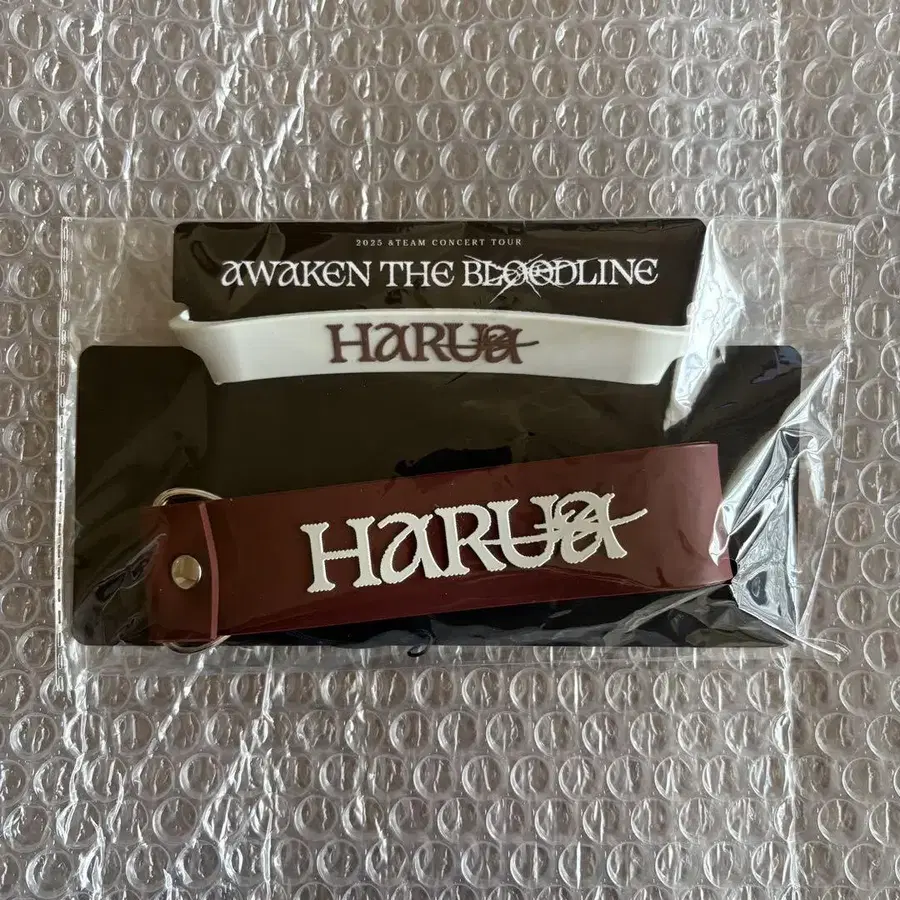 2025 &TEAM CONCERT TOUR
AWAKEN THE BLOODLINE
HARUA
HARUA